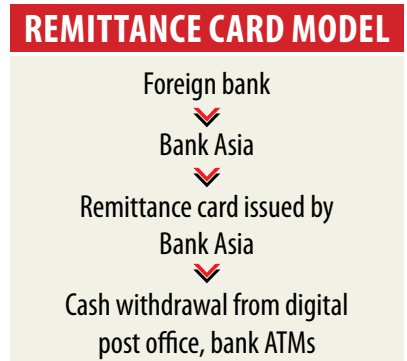 REMITTANCE CARD MODEL
Foreign bank
Bank Asia
Remittance card issued by
Bank Asia
Cash withdrawal from digital
post office, bank ATMs